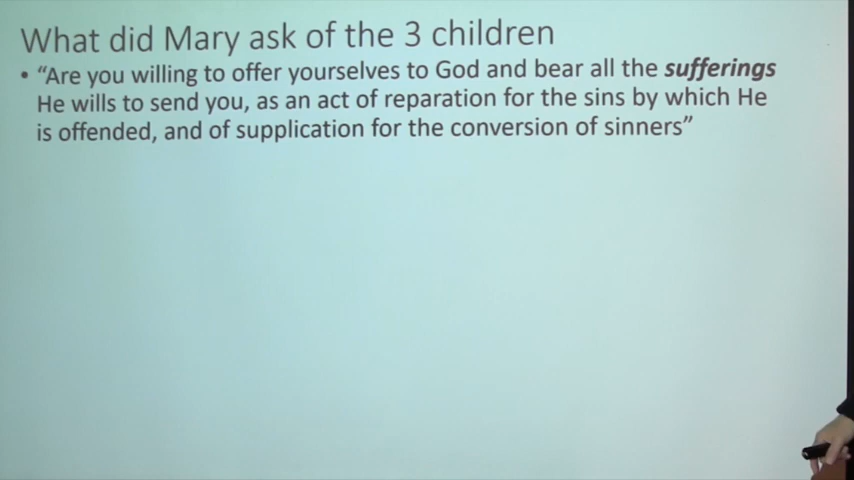 What did Mary ask of the 3 children
• “Are you willing to offer yourselves to God and bear all the sufferings
He wills to send you, as an act of reparation for the sins by which He
is offended, and of supplication for the conversion of sinners”